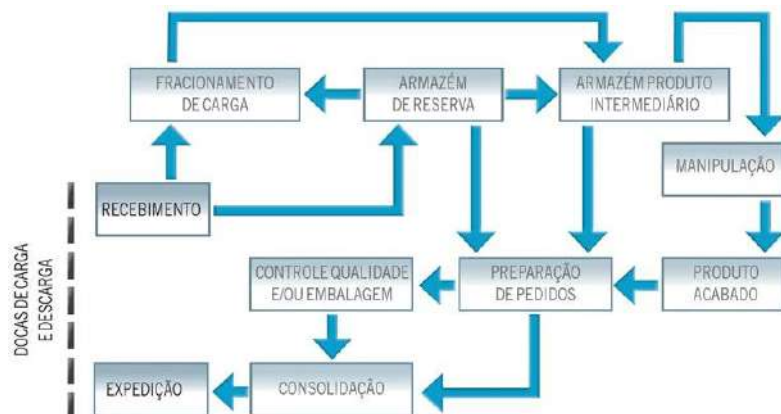 FRACIONAMENTO
DE CARGA
ARMAZÉM
DE RESERVA
ARMAZÉM PRODUTO
INTERMEDIÁRIO
MANIPULAÇÃO
RECEBIMENTO
DOCAS DE CARGA
E DESCARGA
CONTROLE QUALIDADE
E/OU EMBALAGEM
PREPARAÇÃO
DE PEDIDOS
PRODUTO
ACABADO
EXPEDIÇÃO
CONSOLIDAÇÃO